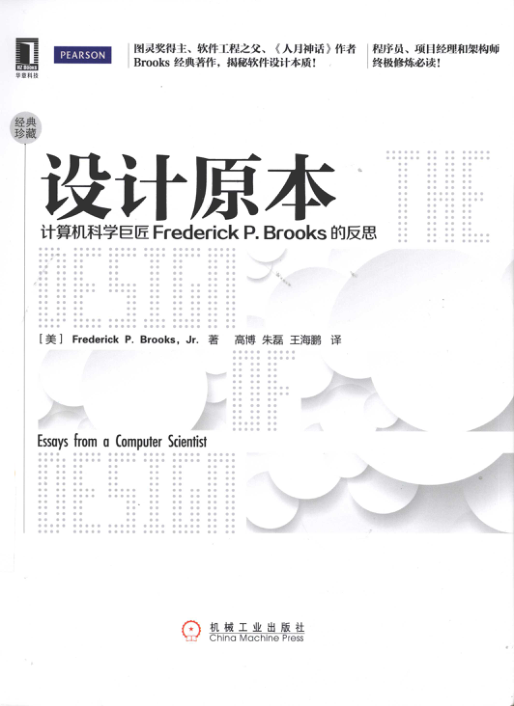 华章科技
PEARSON
图灵奖得主、软件工程之父、《人月神话》作者
Brooks 经典著作，揭秘软件设计本质！
程序员、项目经理和架构师
终极修炼必读！
经典
珍藏
设计原本
计算机科学巨匠 Frederick P. Brooks 的反思
THE
DESIGN
[美] Frederick P. Brooks, Jr. 著 高博 朱磊 王海鹏 译
OF
Essays from a Computer Scientist
DESIGN
机械工业出版社
China Machine Press